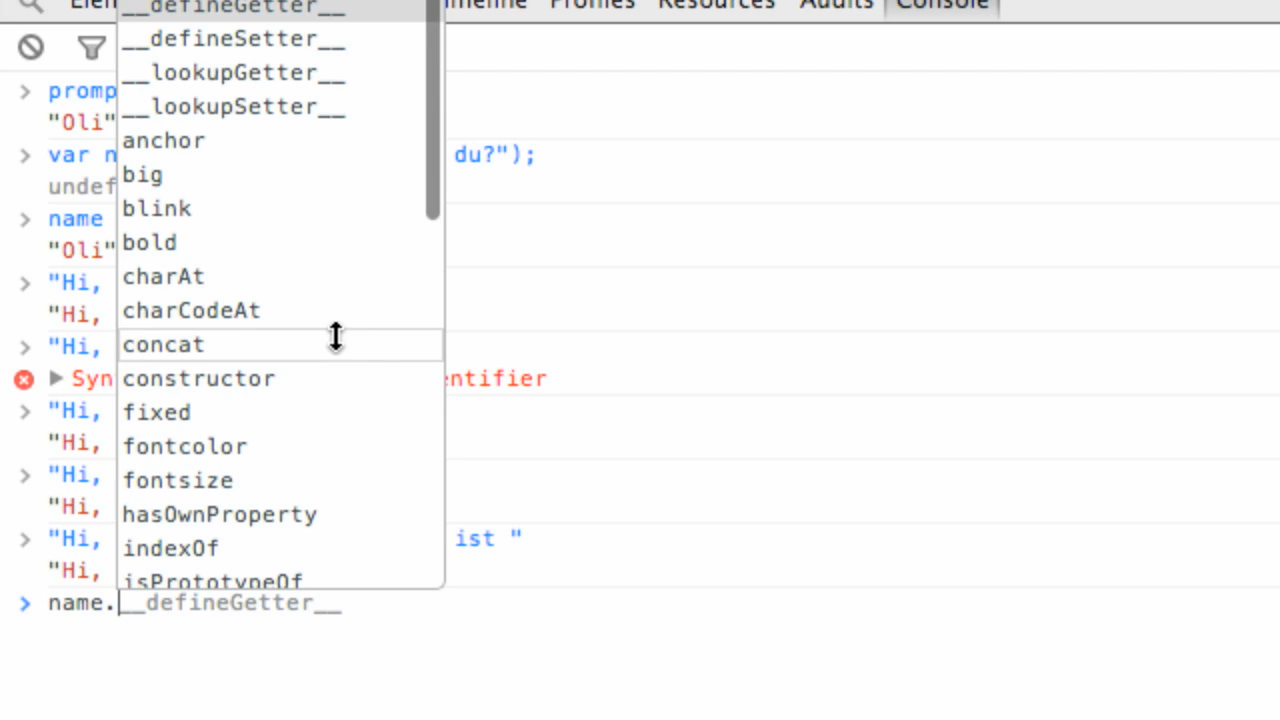 Profiles Resources Audits Console
__defineGetter__
__defineSetter__
__lookupGetter__
__lookupSetter__
anchor
big
blink
bold
charAt
charCodeAt
concat
constructor
fixed
fontcolor
fontsize
hasOwnProperty
indexOf
isPrototypeOf
> promp
"Oli"
> var n du?");
undef
> name
"Oli"
> "Hi,
"Hi,
> "Hi,
Syn entifier
> "Hi,
"Hi,
> "Hi,
"Hi,
> "Hi, ist "
"Hi,
> name.__defineGetter__